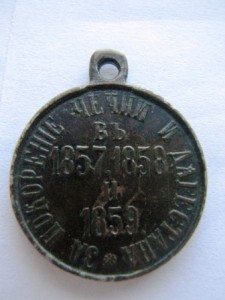 ЗА ПОКОРЕНІЕ ЧЕЧНИ И ДАГЕСТАНА
ВЪ
1857.1858
И
1859.